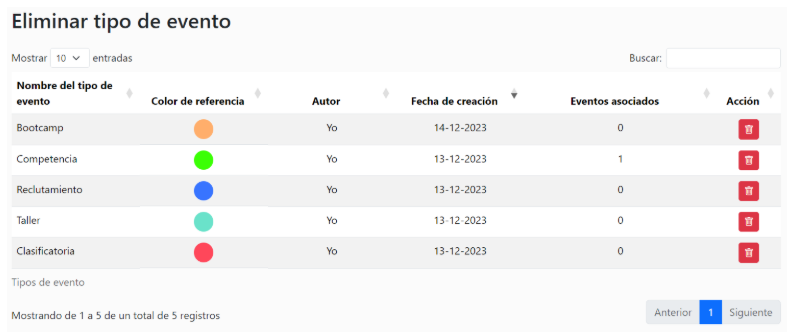 Eliminar tipo de evento
Mostrar 10 entradas Buscar:
Nombre del tipo de
evento Color de referencia Autor Fecha de creación Eventos asociados Acción
Bootcamp Yo 14-12-2023 0
Competencia Yo 13-12-2023 1
Reclutamiento Yo 13-12-2023 0
Taller Yo 13-12-2023 0
Clasificatoria Yo 13-12-2023 0
Tipos de evento
Mostrando de 1 a 5 de un total de 5 registros Anterior 1 Siguiente